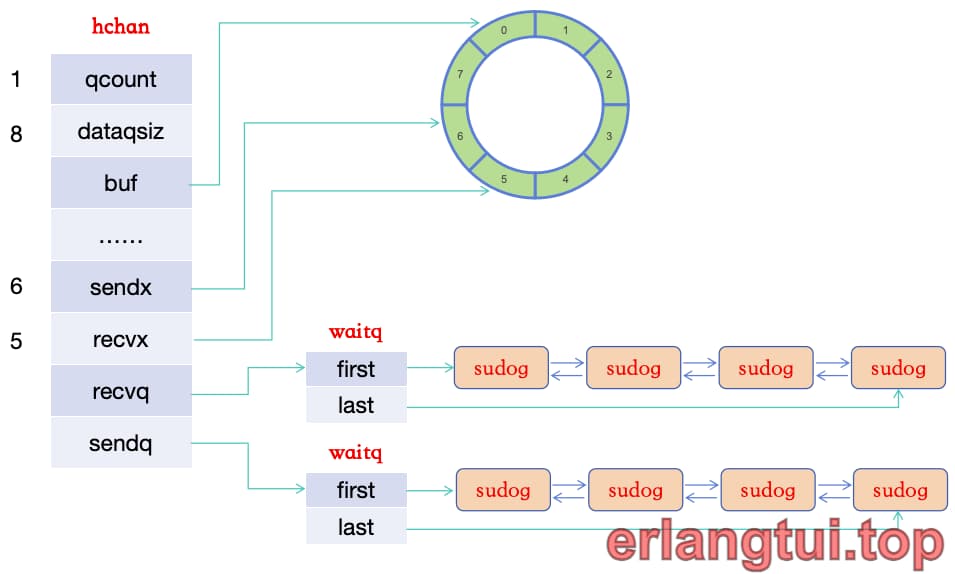 hchan
1 qcount
8 dataqsiz
buf
......
6 sendx
5 recvx
recvq
sendq
0 1
7 2
6 3
5 4
waitq
first sudog sudog sudog sudog
last
waitq
first sudog sudog sudog sudog
last
erlangtui.top